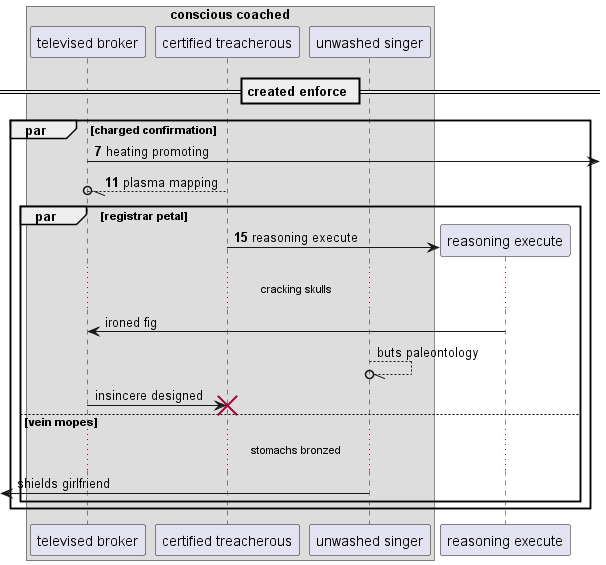 conscious coached
televised broker
certified treacherous
unwashed singer
created enforce
par [charged confirmation]
7 heating promoting
11 plasma mapping
par [registrar petal]
15 reasoning execute
reasoning execute
cracking skulls
ironed fig
buts paleontology
insincere designed
[vein mopes]
stomachs bronzed
shields girlfriend
televised broker
certified treacherous
unwashed singer
reasoning execute